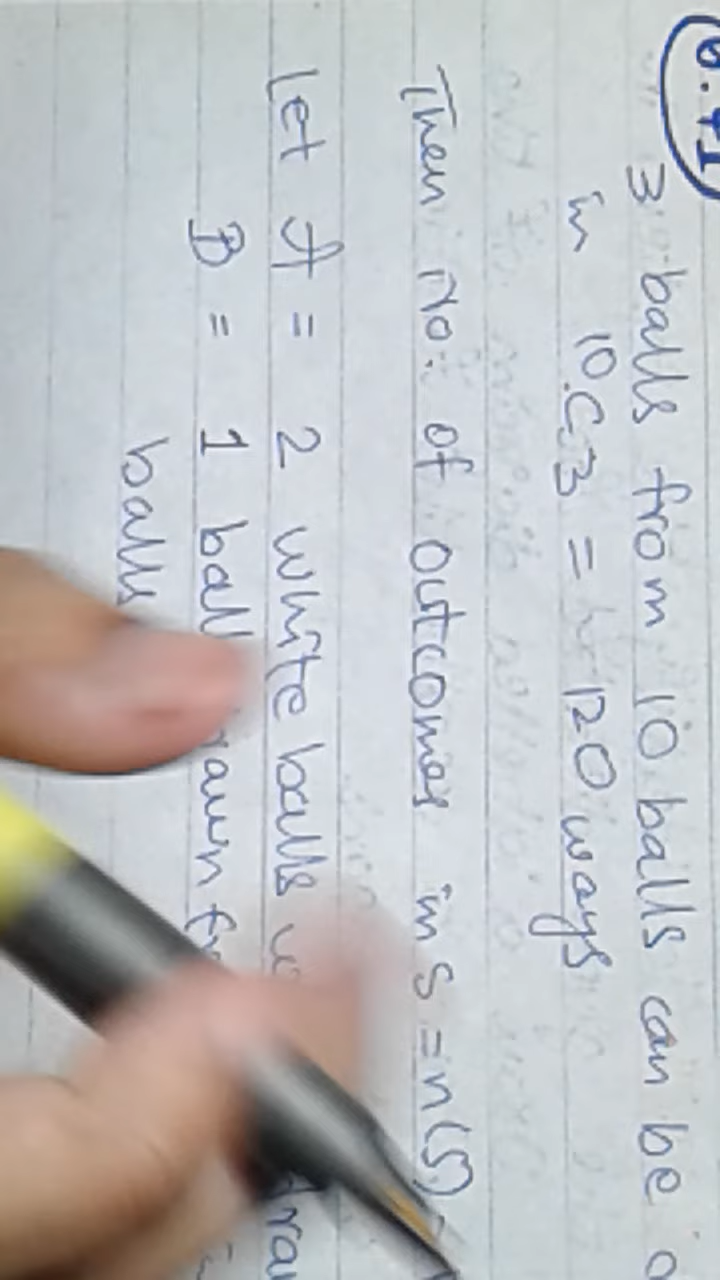 3 balls from 10 balls can be
in 10C3 = 120 ways
Then No. of outcomes in S = n(S)
Let A = 2 white balls
B = 1 ball
balls